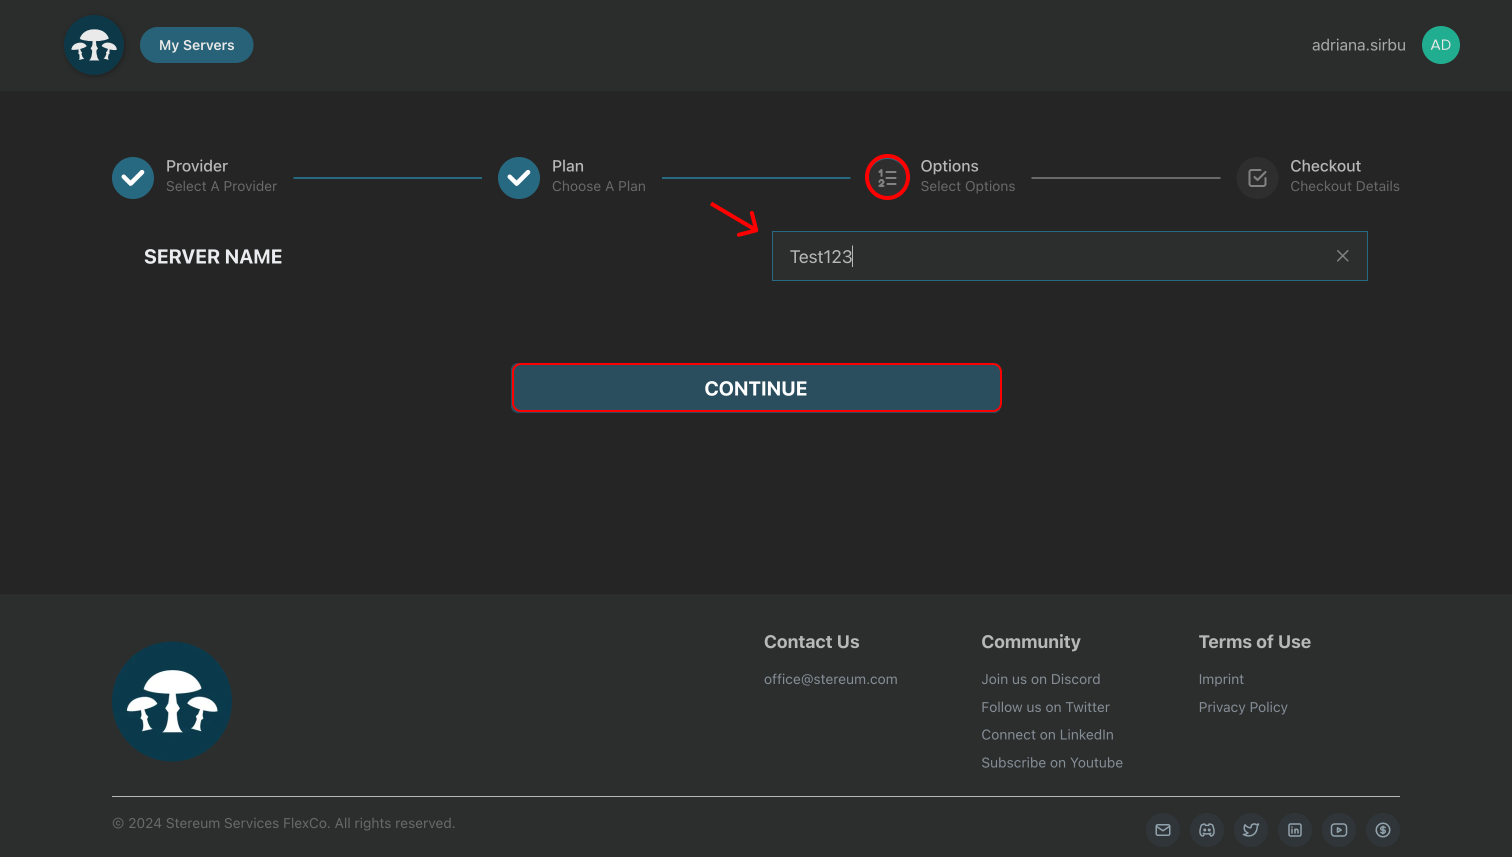 My Servers
adriana.sirbu
AD
Provider
Select A Provider
Plan
Choose A Plan
Options
Select Options
Checkout
Checkout Details
SERVER NAME
Test123
CONTINUE
Contact Us
office@stereum.com
Community
Join us on Discord
Follow us on Twitter
Connect on LinkedIn
Subscribe on Youtube
Terms of Use
Imprint
Privacy Policy
© 2024 Stereum Services FlexCo. All rights reserved.